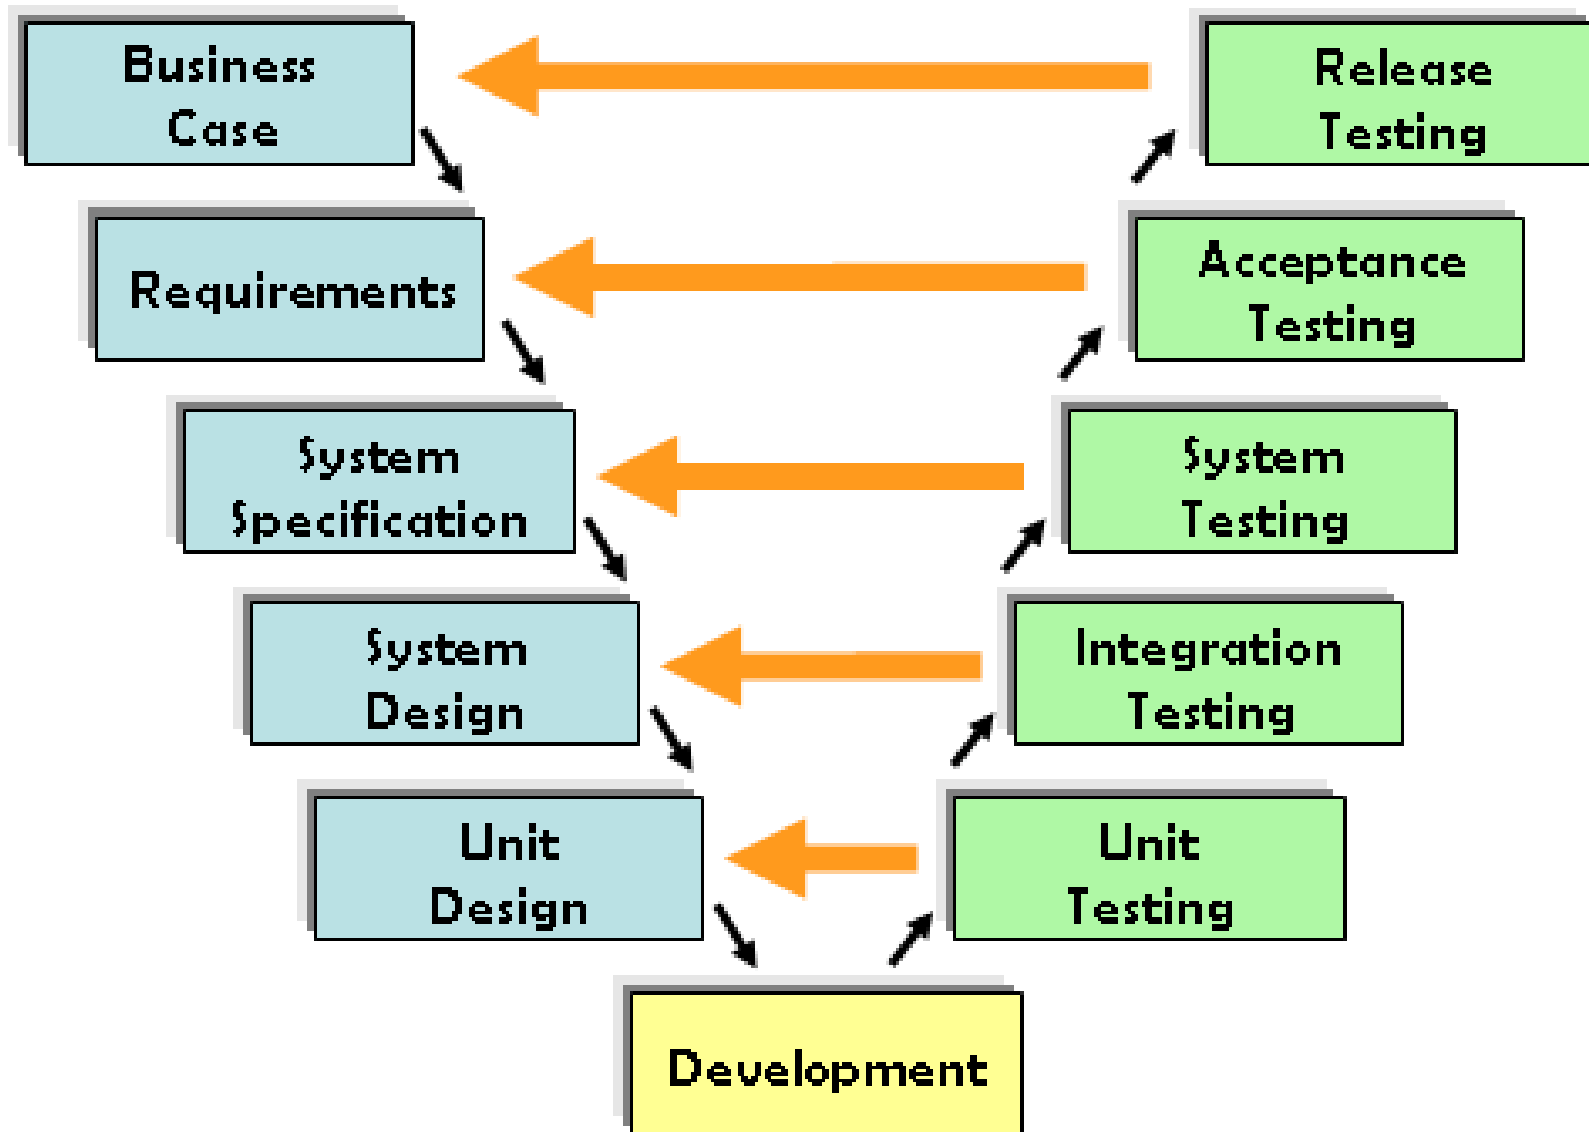 Business
Case
Release
Testing
Requirements
Acceptance
Testing
System
Specification
System
Testing
System
Design
Integration
Testing
Unit
Design
Unit
Testing
Development